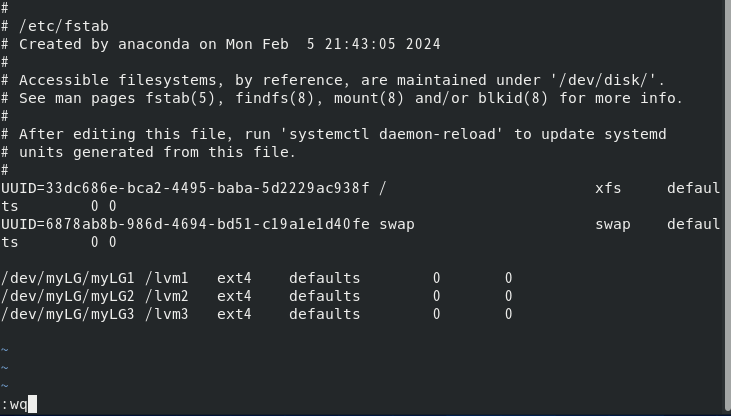 #
# /etc/fstab
# Created by anaconda on Mon Feb  5 21:43:05 2024
#
# Accessible filesystems, by reference, are maintained under '/dev/disk/'.
# See man pages fstab(5), findfs(8), mount(8) and/or blkid(8) for more info.
#
# After editing this file, run 'systemctl daemon-reload' to update systemd
# units generated from this file.
#
UUID=33dc686e-bca2-4495-baba-5d2229ac938f /                       xfs     defaul
ts        0 0
UUID=6878ab8b-986d-4694-bd51-c19a1e1d40fe swap                    swap    defaul
ts        0 0
/dev/myLG/myLG1 /lvm1   ext4    defaults        0       0
/dev/myLG/myLG2 /lvm2   ext4    defaults        0       0
/dev/myLG/myLG3 /lvm3   ext4    defaults        0       0
~
~
~
:wq